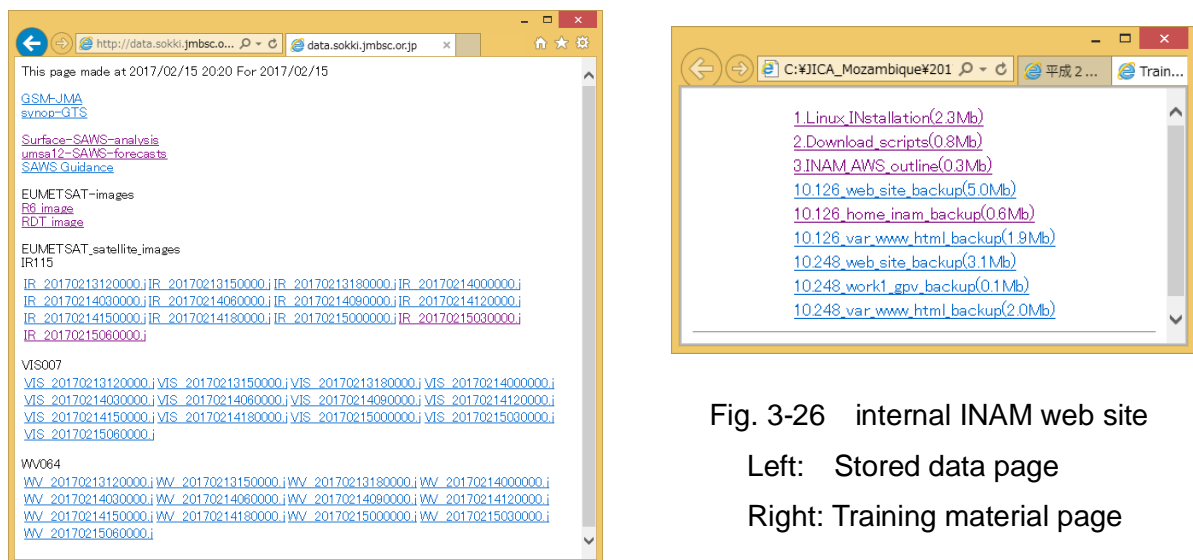 http://data.sokki.jmbsc.o... data.sokki.jmbsc.or.jp
This page made at 2017/02/15 20:20 For 2017/02/15
GSM-JMA
synop-GTS
Surface-SAWS-analysis
umsa12-SAWS-forecasts
SAWS Guidance
EUMETSAT-images
R6 image
RDT image
EUMETSAT_satellite_images
IR115
IR_20170213120000.j IR_20170213150000.j IR_20170213180000.j IR_20170214000000.j
IR_20170214030000.j IR_20170214060000.j IR_20170214090000.j IR_20170214120000.j
IR_20170214150000.j IR_20170214180000.j IR_20170215000000.j IR_20170215030000.j
IR_20170215060000.j
VIS007
VIS_20170213120000.j VIS_20170213150000.j VIS_20170213180000.j VIS_20170214000000.j
VIS_20170214030000.j VIS_20170214060000.j VIS_20170214090000.j VIS_20170214120000.j
VIS_20170214150000.j VIS_20170214180000.j VIS_20170215000000.j VIS_20170215030000.j
VIS_20170215060000.j
WV064
WV_20170213120000.j WV_20170213150000.j WV_20170213180000.j WV_20170214000000.j
WV_20170214030000.j WV_20170214060000.j WV_20170214090000.j WV_20170214120000.j
WV_20170214150000.j WV_20170214180000.j WV_20170215000000.j WV_20170215030000.j
WV_20170215060000.j
C:¥JICA_Mozambique¥201 平成2... Train...
1.Linux_INstallation(2.3Mb)
2.Download_scripts(0.8Mb)
3.INAM_AWS_outline(0.3Mb)
10.126_web_site_backup(5.0Mb)
10.126_home_inam_backup(0.6Mb)
10.126_var_www_html_backup(1.9Mb)
10.248_web_site_backup(3.1Mb)
10.248_work1_gpv_backup(0.1Mb)
10.248_var_www_html_backup(2.0Mb)
Fig. 3-26 internal INAM web site
Left: Stored data page
Right: Training material page